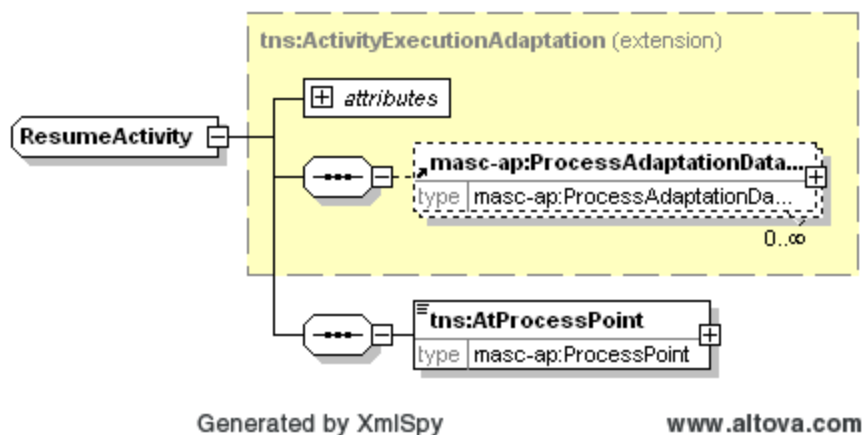 tns:ActivityExecutionAdaptation (extension)
attributes
ResumeActivity
masc-ap:ProcessAdaptationData...
type masc-ap:ProcessAdaptationDa...
0..∞
tns:AtProcessPoint
type masc-ap:ProcessPoint
Generated by XmlSpy www.altova.com